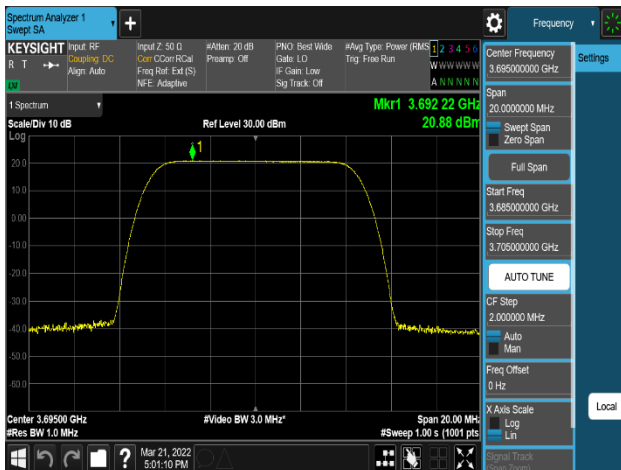 Spectrum Analyzer 1
Swept SA
+
Frequency
KEYSIGHT
R T
LXI
Input: RF
Coupling: DC
Align: Auto
Input Z: 50 Ω
Corr CCorr RCal
Freq Ref: Ext (S)
NFE: Adaptive
#Atten: 20 dB
Preamp: Off
PNO: Best Wide
Gate: LO
IF Gain: Low
Sig Track: Off
#Avg Type: Power (RMS
Trig: Free Run
1 2 3 4 5 6
W W W W W W
A N N N N N
1 Spectrum
Scale/Div 10 dB
Log
Ref Level 30.00 dBm
Mkr1 3.692 22 GHz
20.88 dBm
1
20.0
10.0
0.00
-10.0
-20.0
-30.0
-40.0
-50.0
-60.0
Center 3.69500 GHz
#Res BW 1.0 MHz
#Video BW 3.0 MHz*
Span 20.00 MHz
#Sweep 1.00 s (1001 pts
?
Mar 21, 2022
5:01:10 PM
Center Frequency
3.695000000 GHz
Span
20.0000000 MHz
Swept Span
Zero Span
Full Span
Start Freq
3.685000000 GHz
Stop Freq
3.705000000 GHz
AUTO TUNE
CF Step
2.000000 MHz
Auto
Man
Freq Offset
0 Hz
X Axis Scale
Log
Lin
Signal Track
(Span Zoom)
Settings
Local